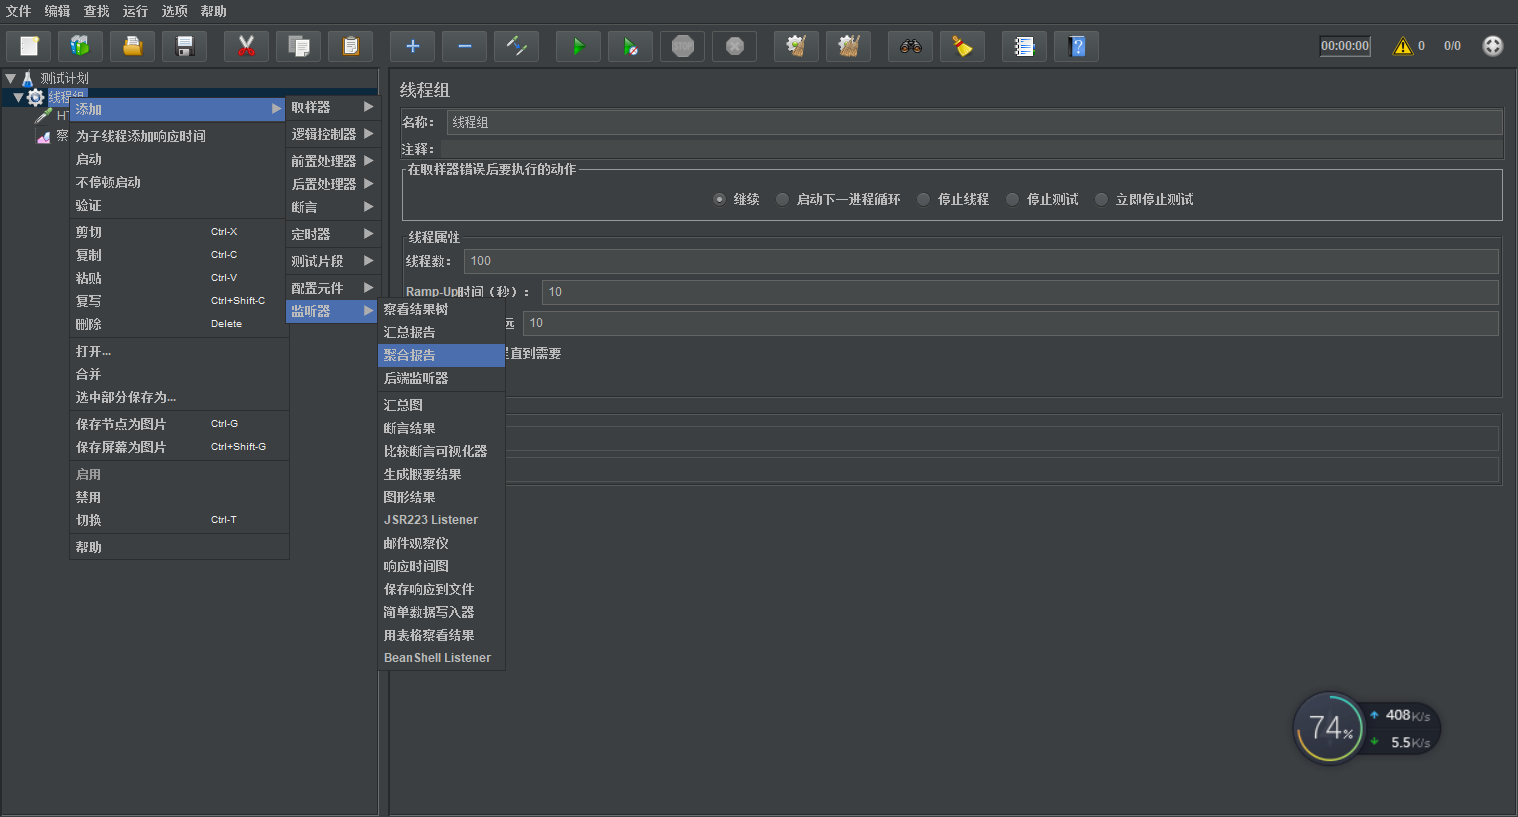 文件 编辑 查找 运行 选项 帮助
STOP
00:00:00 0 0/0
测试计划
线程组
HT
察
添加
为子线程添加响应时间
启动
不停顿启动
验证
剪切 Ctrl-X
复制 Ctrl-C
粘贴 Ctrl-V
复写 Ctrl+Shift-C
删除 Delete
打开...
合并
选中部分保存为...
保存节点为图片 Ctrl-G
保存屏幕为图片 Ctrl+Shift-G
启用
禁用
切换 Ctrl-T
帮助
取样器
逻辑控制器
前置处理器
后置处理器
断言
定时器
测试片段
配置元件
监听器
察看结果树
汇总报告
聚合报告
后端监听器
汇总图
断言结果
比较断言可视化器
生成概要结果
图形结果
JSR223 Listener
邮件观察仪
响应时间图
保存响应到文件
简单数据写入器
用表格察看结果
BeanShell Listener
线程组
名称： 线程组
注释：
在取样器错误后要执行的动作
继续 启动下一进程循环 停止线程 停止测试 立即停止测试
线程属性
线程数： 100
Ramp-Up时间（秒）： 10
远 10
直到需要
74%
408K/s
5.5K/s